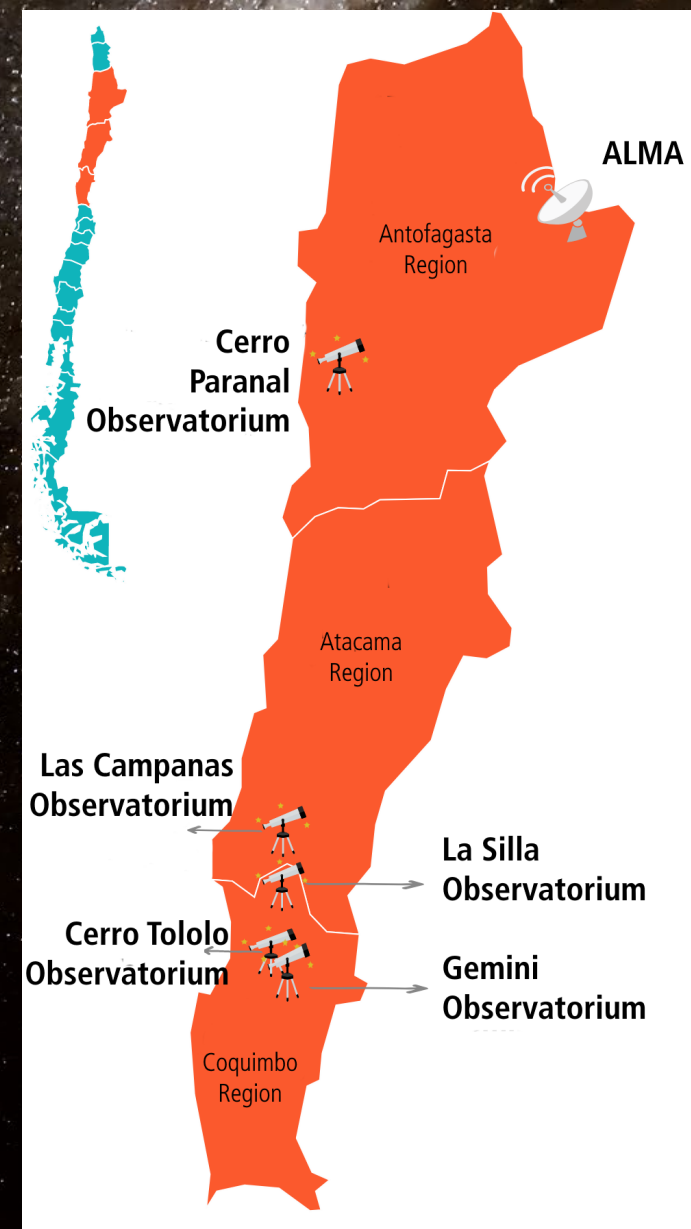 ALMA
Antofagasta
Region
Cerro
Paranal
Observatorium
Atacama
Region
Las Campanas
Observatorium
La Silla
Observatorium
Cerro Tololo
Observatorium
Gemini
Observatorium
Coquimbo
Region